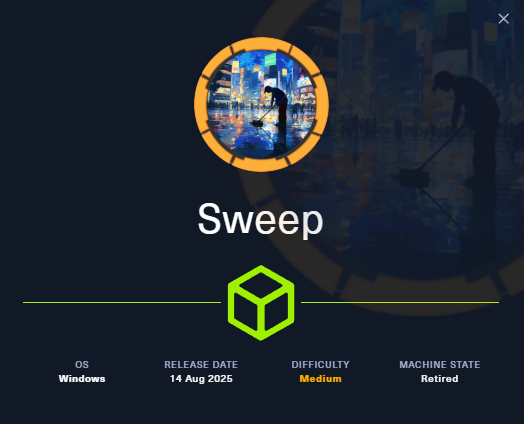 Sweep
OS
Windows
RELEASE DATE
14 Aug 2025
DIFFICULTY
Medium
MACHINE STATE
Retired